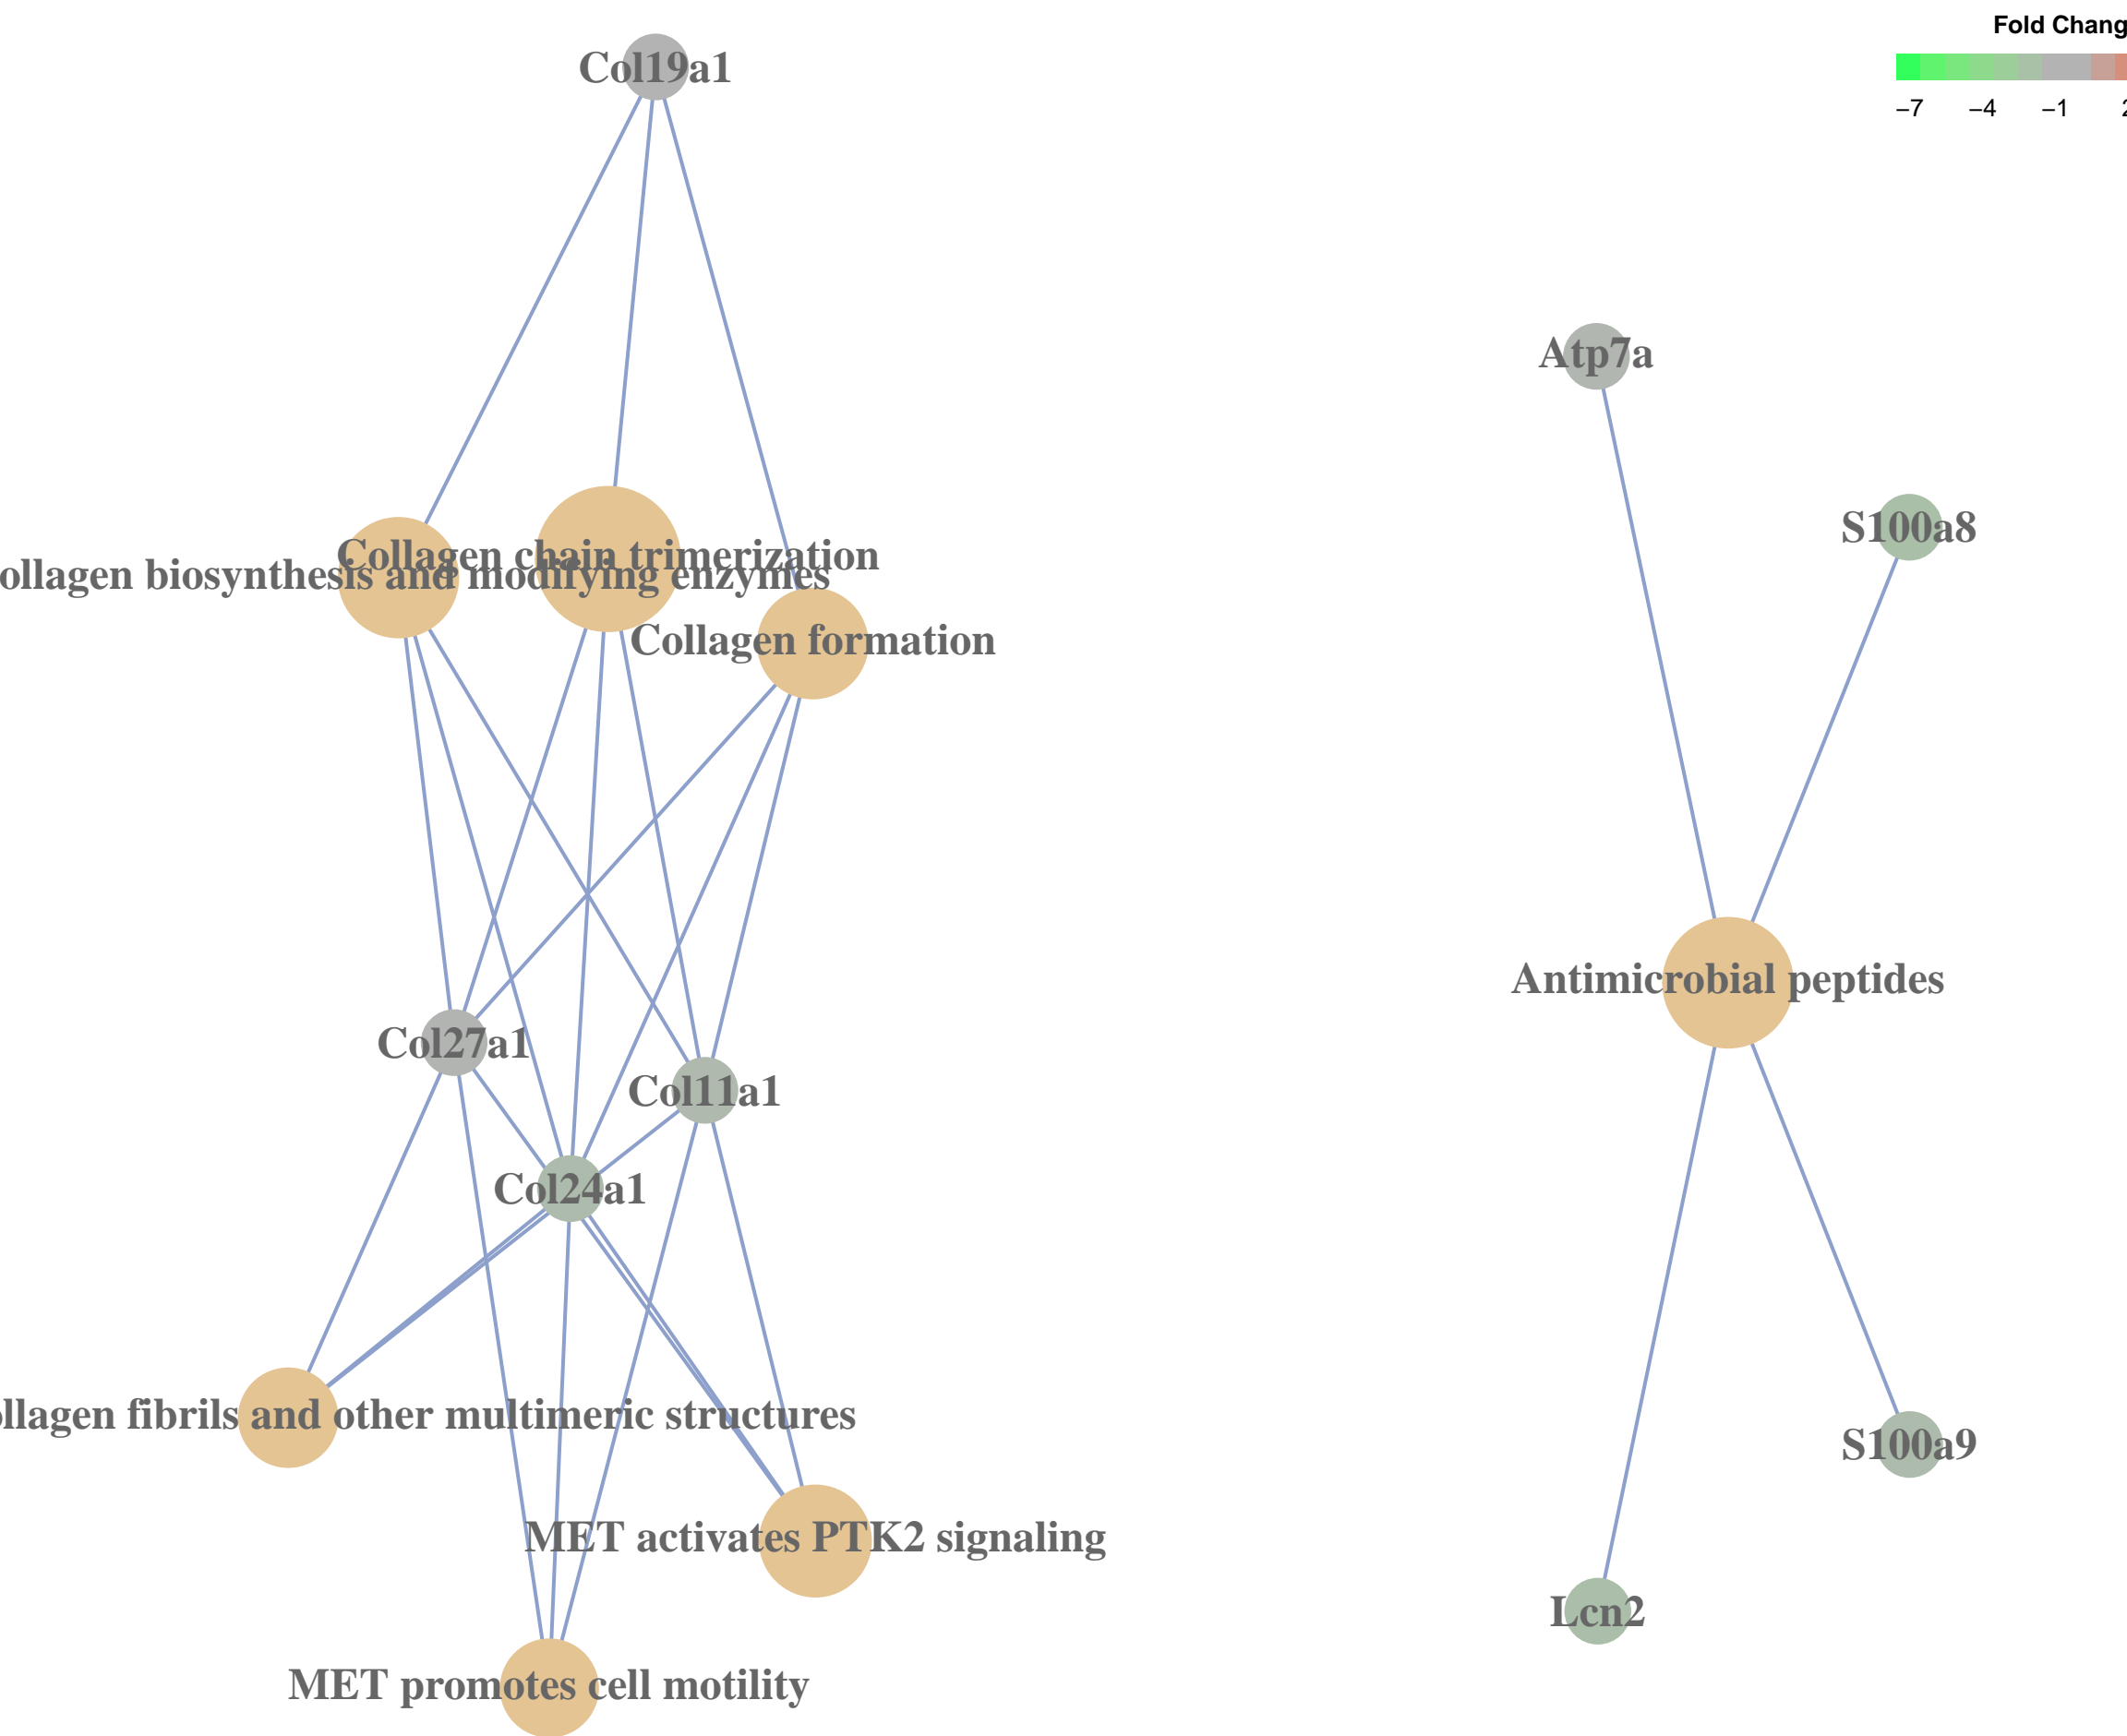 Fold Chang
−7 −4 −1 2
Col19a1
Atp7a
S100a8
Collagen chain trimerization
ollagen biosynthesis and modifying enzymes
Collagen formation
Antimicrobial peptides
Col27a1
Col11a1
Col24a1
llagen fibrils and other multimeric structures
S100a9
MET activates PTK2 signaling
Lcn2
MET promotes cell motility